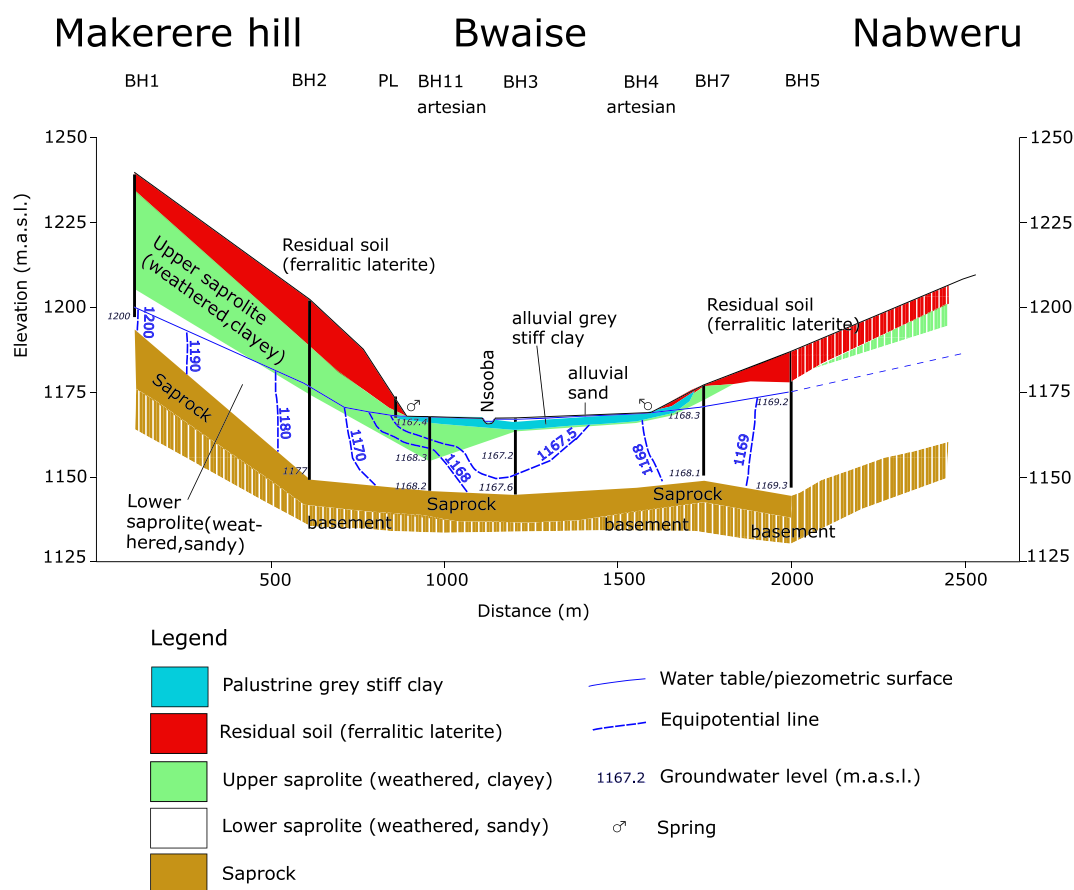 Makerere hill Bwaise Nabweru
BH1 BH2 PL BH11 BH3 BH4 BH7 BH5
artesian artesian
1250 1250
1225 1225
1200 1200
1175 1175
1150 1150
1125 1125
Elevation (m.a.s.l.)
Residual soil
(ferralitic laterite)
Upper saprolite
(weathered,clayey)
Residual soil
(ferralitic laterite)
alluvial grey
stiff clay
alluvial
sand
Nsooba
1200
1200
1190
1180
1177
1170
1168
1167.4
1168.3
1168.2
1167.2
1167.6
1167.5
1168
1168.3
1168.1
1169
1169.2
1169.3
Saprock
Saprock
Saprock
basement
basement
basement
Lower
saprolite(weat-
hered,sandy)
500 1000 1500 2000 2500
Distance (m)
Legend
Palustrine grey stiff clay
Residual soil (ferralitic laterite)
Upper saprolite (weathered, clayey)
Lower saprolite (weathered, sandy)
Saprock
Water table/piezometric surface
Equipotential line
1167.2 Groundwater level (m.a.s.l.)
♂ Spring